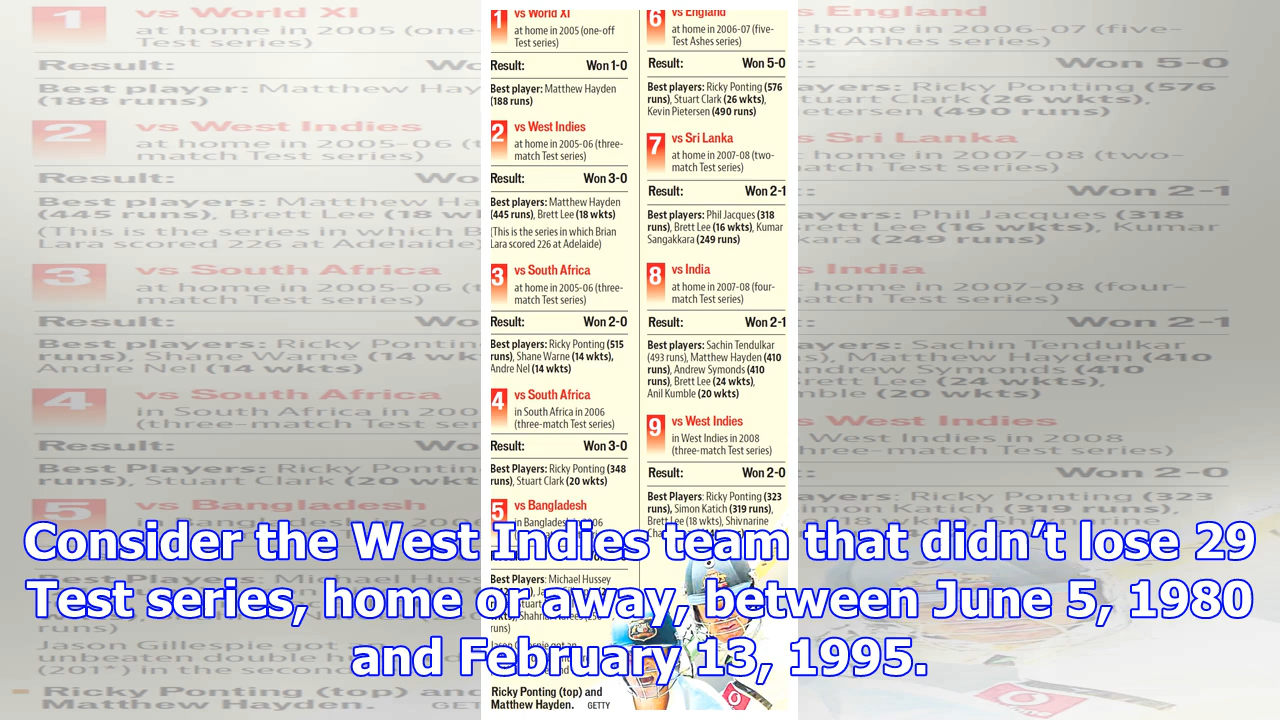 1 vs World XI
at home in 2005 (one-off
Test series)
Result: Won 1-0
Best player: Matthew Hayden
(188 runs)
2 vs West Indies
at home in 2005-06 (three-
match Test series)
Result: Won 3-0
Best players: Matthew Hayden
(445 runs), Brett Lee (18 wkts)
(This is the series in which Brian
Lara scored 226 at Adelaide)
3 vs South Africa
at home in 2005-06 (three-
match Test series)
Result: Won 2-0
Best players: Ricky Ponting (515
runs), Shane Warne (14 wkts),
Andre Nel (14 wkts)
4 vs South Africa
in South Africa in 2006
(three-match Test series)
Result: Won 3-0
Best Players: Ricky Ponting (348
runs), Stuart Clark (20 wkts)
5 vs Bangladesh
Best Players: Michael Hussey
runs)
Ricky Ponting (top) and
Matthew Hayden. GETTY
6 vs England
at home in 2006-07 (five-
Test Ashes series)
Result: Won 5-0
Best players: Ricky Ponting (576
runs), Stuart Clark (26 wkts),
Kevin Pietersen (490 runs)
7 vs Sri Lanka
at home in 2007-08 (two-
match Test series)
Result: Won 2-1
Best players: Phil Jacques (318
runs), Brett Lee (16 wkts), Kumar
Sangakkara (249 runs)
8 vs India
at home in 2007-08 (four-
match Test series)
Result: Won 2-1
Best players: Sachin Tendulkar
(493 runs), Matthew Hayden (410
runs), Andrew Symonds (410
runs), Brett Lee (24 wkts),
Anil Kumble (20 wkts)
9 vs West Indies
in West Indies in 2008
(three-match Test series)
Result: Won 2-0
Best Players: Ricky Ponting (323
runs), Simon Katich (319 runs),
Brett Lee (18 wkts), Shivnarine
Consider the West Indies team that didn’t lose 29
Test series, home or away, between June 5, 1980
and February 13, 1995.